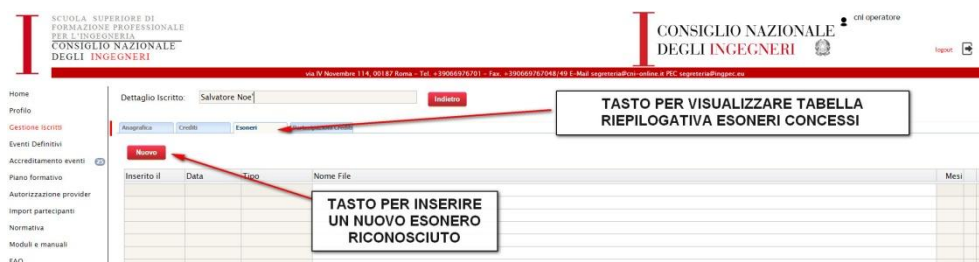 SCUOLA SUPERIORE DI
FORMAZIONE PROFESSIONALE
PER L'INGEGNERIA
CONSIGLIO NAZIONALE
DEGLI INGEGNERI
CONSIGLIO NAZIONALE
DEGLI INGEGNERI
cni operatore
logout
via IV Novembre 114, 00187 Roma - Tel. +390669767 01 - Fax. +390669767048/49 E-Mail segreteria@cni-online.it PEC segreteria@ingpec.eu
Home
Profilo
Gestione Iscritti
Eventi Definitivi
Accreditamento eventi 25
Piano formativo
Autorizzazione provider
Import partecipanti
Normativa
Moduli e manuali
FAQ
Dettaglio Iscritto: Salvatore Noe'
Indietro
TASTO PER VISUALIZZARE TABELLA
RIEPILOGATIVA ESONERI CONCESSI
Anagrafica Crediti Esoneri
Nuovo
Inserito il Data Tipo Nome File Mesi
TASTO PER INSERIRE
UN NUOVO ESONERO
RICONOSCIUTO